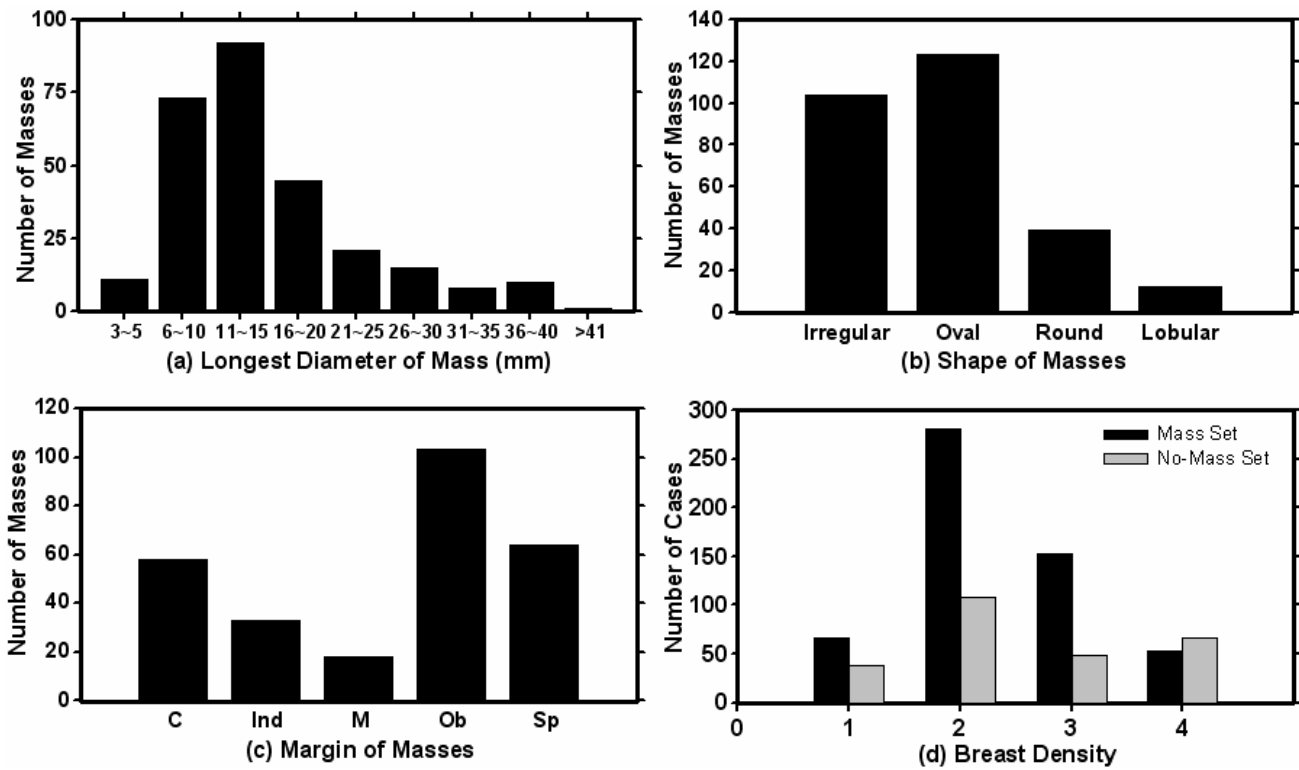 100
75
50
25
0
Number of Masses
3~5 6~10 11~15 16~20 21~25 26~30 31~35 36~40 >41
(a) Longest Diameter of Mass (mm)
140
120
100
80
60
40
20
0
Number of Masses
Irregular Oval Round Lobular
(b) Shape of Masses
120
100
80
60
40
20
0
Number of Masses
C Ind M Ob Sp
(c) Margin of Masses
300
250
200
150
100
50
0
Number of Cases
Mass Set
No-Mass Set
0 1 2 3 4
(d) Breast Density